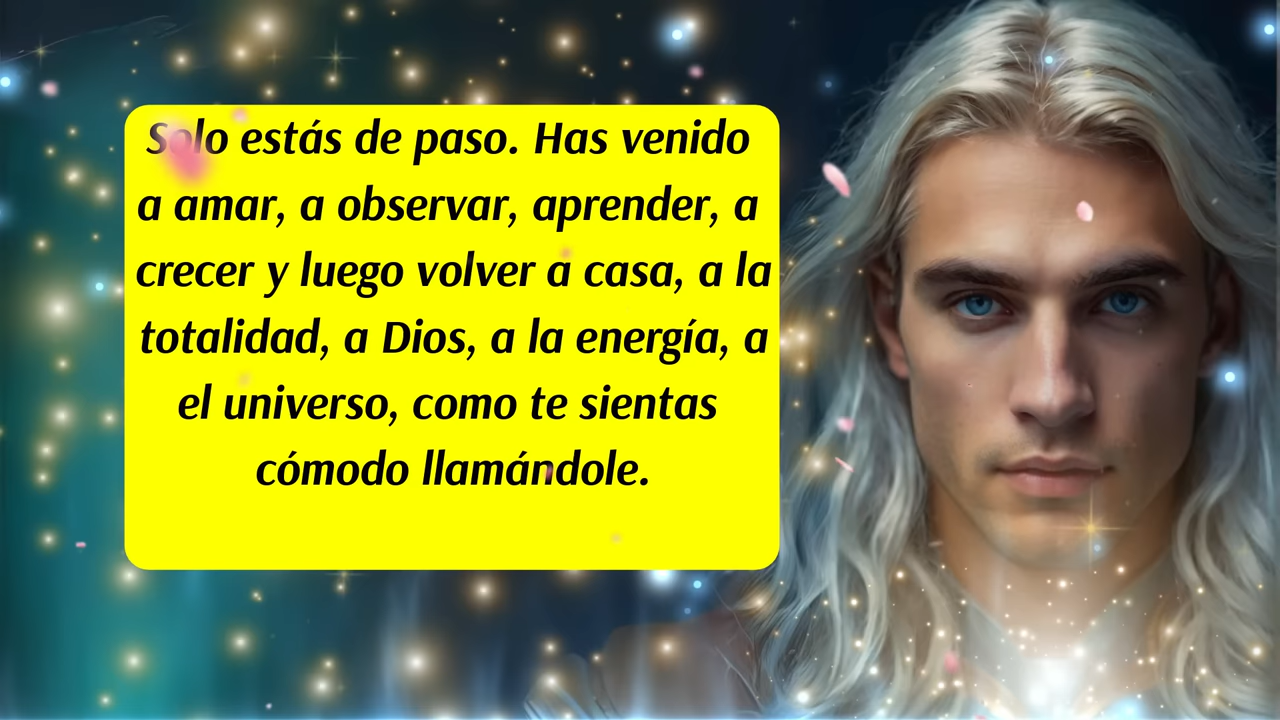 Solo estás de paso. Has venido
a amar, a observar, aprender, a
crecer y luego volver a casa, a la
totalidad, a Dios, a la energía, a
el universo, como te sientas
cómodo llamándole.